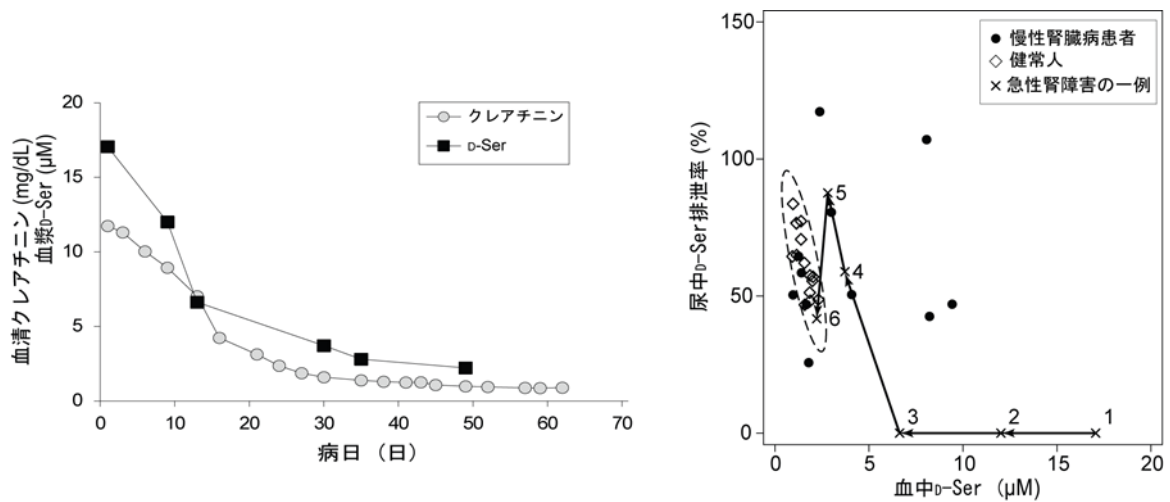 20
15
10
5
0
0 10 20 30 40 50 60 70
血清クレアチニン (mg/dL)
血漿D-Ser (μM)
病日 (日)
クレアチニン
D-Ser
150
100
50
0
0 5 10 15 20
尿中D-Ser排泄率 (%)
血中D-Ser (μM)
慢性腎臓病患者
健常人
急性腎障害の一例
5
4
6
3 2 1